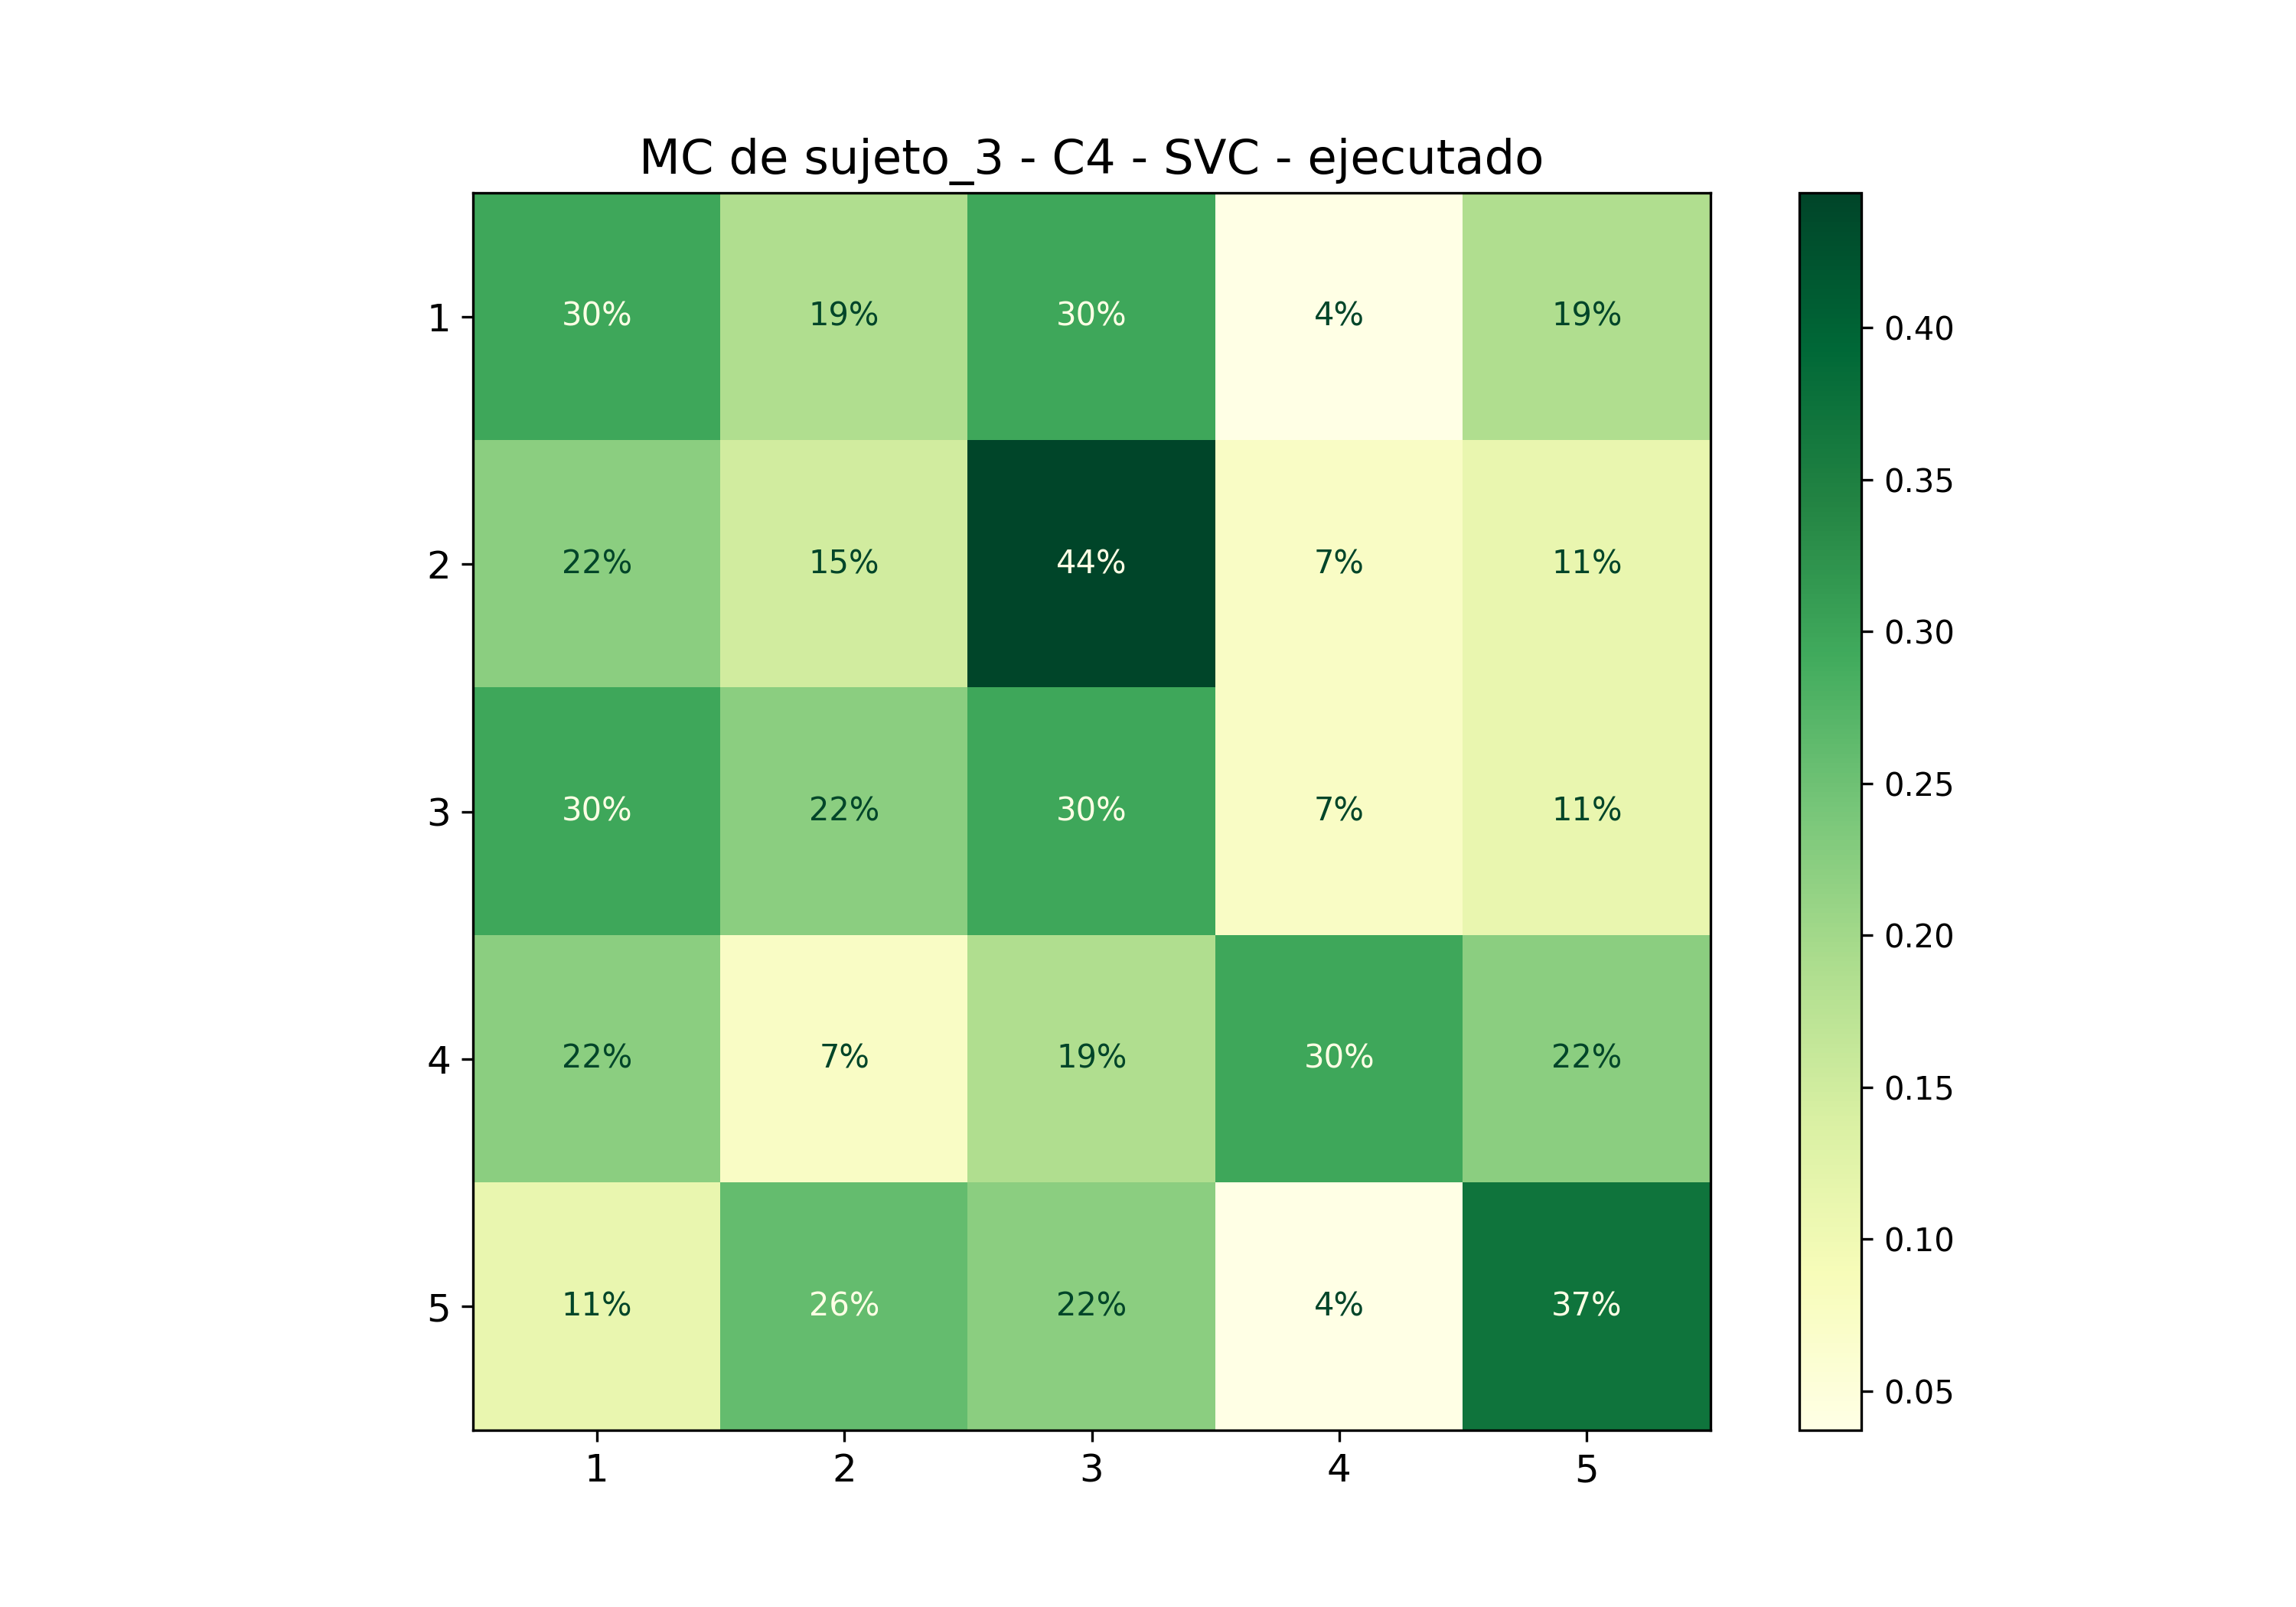 MC de sujeto_3 - C4 - SVC - ejecutado
1 30% 19% 30% 4% 19%
2 22% 15% 44% 7% 11%
3 30% 22% 30% 7% 11%
4 22% 7% 19% 30% 22%
5 11% 26% 22% 4% 37%
1 2 3 4 5
0.40
0.35
0.30
0.25
0.20
0.15
0.10
0.05